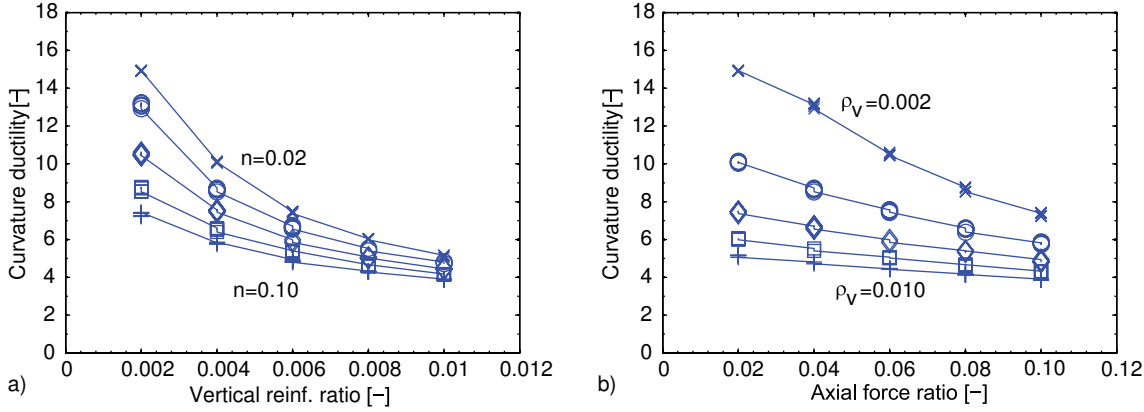 18
16
14
12
10
8
6
4
2
0
Curvature ductility[–]
n=0.02
n=0.10
0 0.002 0.004 0.006 0.008 0.01 0.012
Vertical reinf. ratio [–]
a)
18
16
14
12
10
8
6
4
2
0
Curvature ductility [–]
ρv=0.002
ρv=0.010
0 0.02 0.04 0.06 0.08 0.10 0.12
Axial force ratio [–]
b)